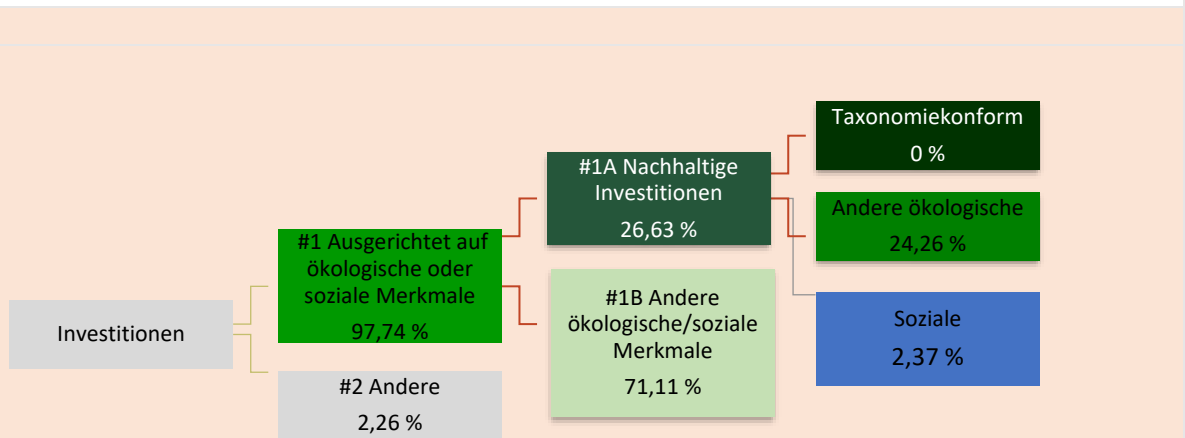 Investitionen
#1 Ausgerichtet auf
ökologische oder
soziale Merkmale
97,74 %
#2 Andere
2,26 %
#1A Nachhaltige
Investitionen
26,63 %
#1B Andere
ökologische/soziale
Merkmale
71,11 %
Taxonomiekonform
0 %
Andere ökologische
24,26 %
Soziale
2,37 %